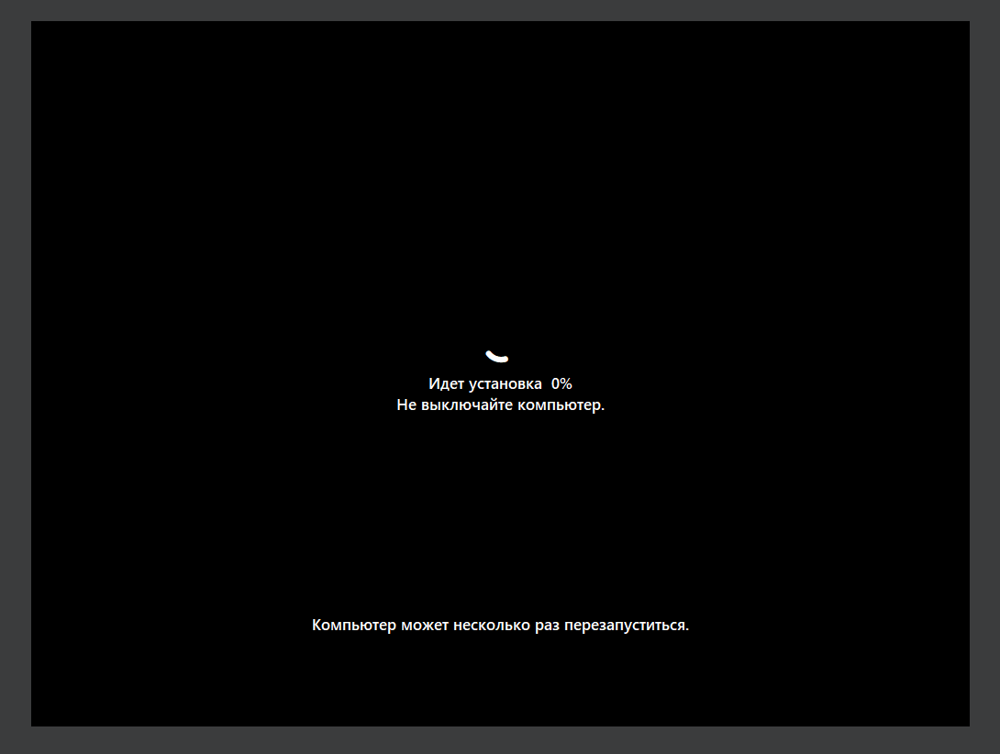 Идет установка 0%
Не выключайте компьютер.
Компьютер может несколько раз перезапуститься.